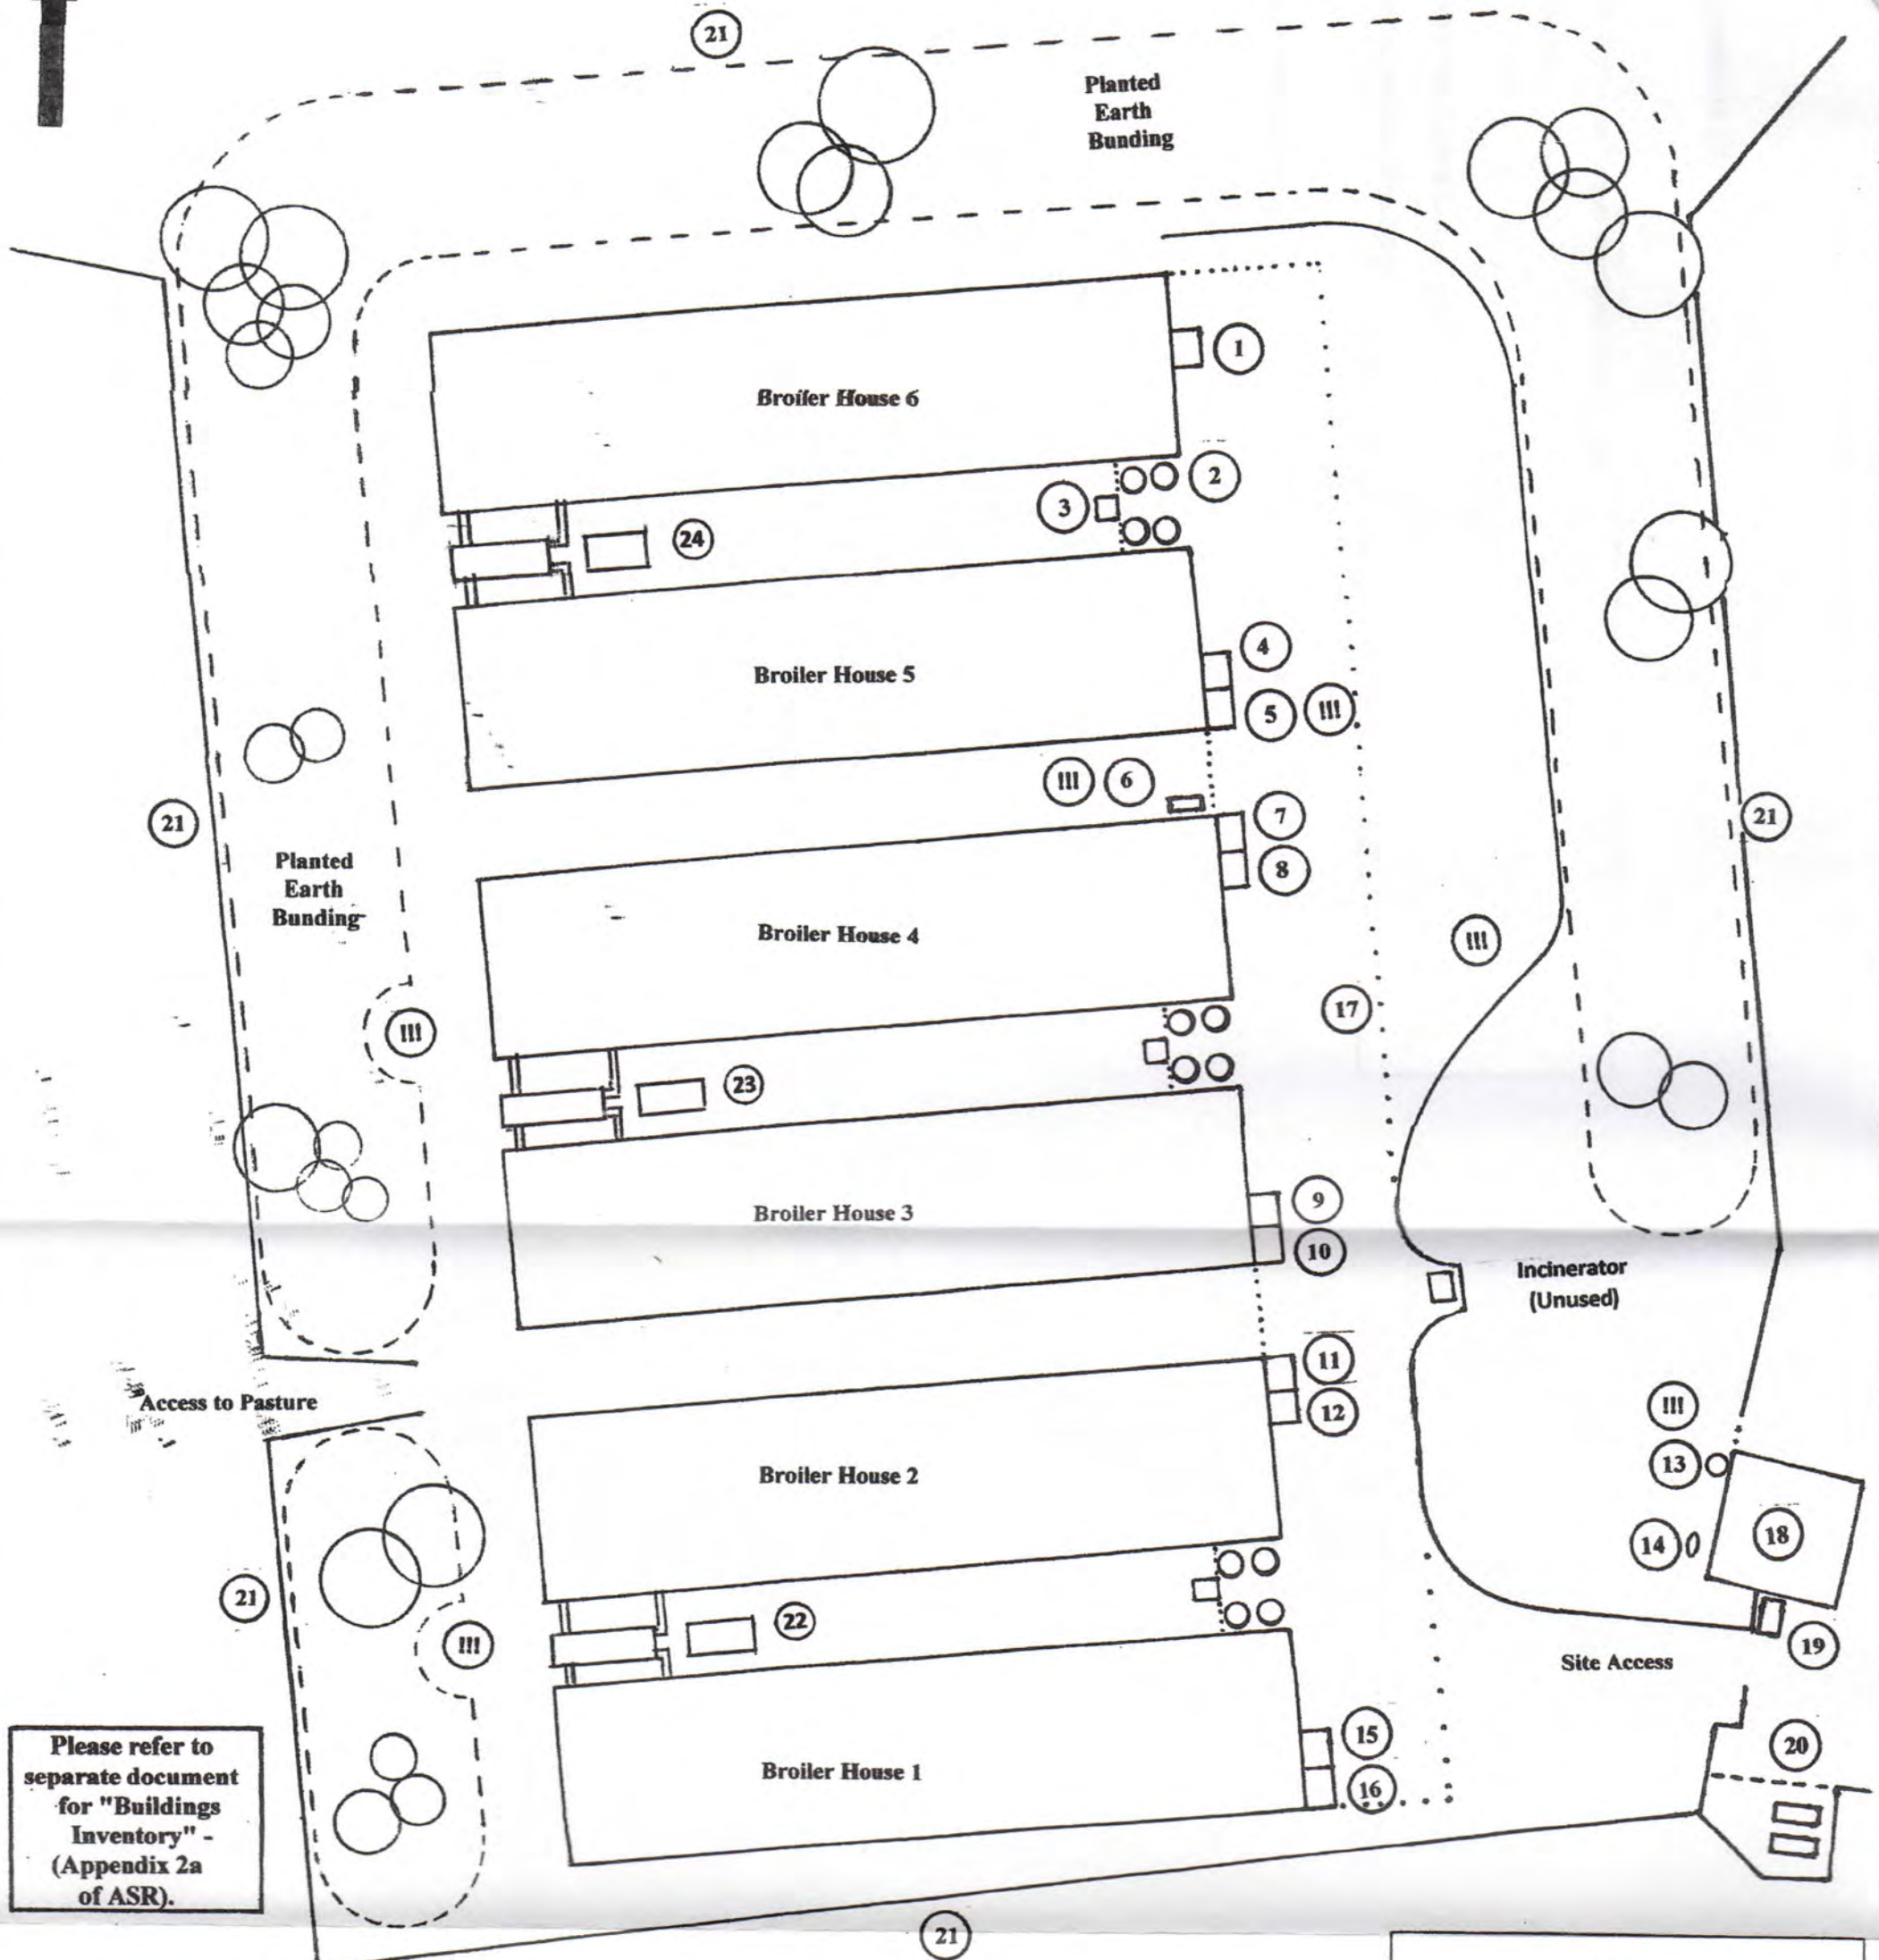 21
Planted
Earth
Bunding
1
Broiler House 6
2
3
24
4
Broiler House 5
5
!!!
!!!
6
7
21
21
8
Planted
Earth
Bunding
Broiler House 4
!!!
17
!!!
23
9
Broiler House 3
10
Incinerator
(Unused)
11
Access to Pasture
12
!!!
13
Broiler House 2
18
14
21
22
!!!
19
Site Access
15
20
Broiler House 1
16
Please refer to
separate document
for "Buildings
Inventory" -
(Appendix 2a
of ASR).
21